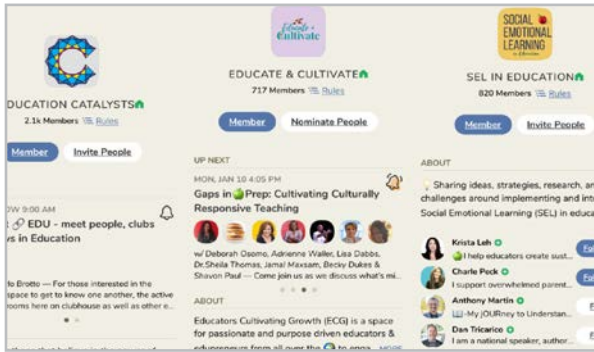 DUCATION CATALYSTS
2.1k Members Rules
Member Invite People
OW 9:00 AM
EDU - meet people, clubs
ws in Education
fo Brotto — For those interested in the
space to get to know one another, the active
ooms here on clubhouse as well as other e...
Educate &
Cultivate
EDUCATE & CULTIVATE
717 Members Rules
Member Nominate People
UP NEXT
MON, JAN 10 4:05 PM
Gaps in Prep: Cultivating Culturally
Responsive Teaching
w/ Deborah Osomo, Adrienne Waller, Lisa Dabbs,
Dr.Sheila Thomas, Jamal Maxsam, Becky Dukes &
Shavon Paul — Come join us as we discuss what's mi...
ABOUT
Educators Cultivating Growth (ECG) is a space
for passionate and purpose driven educators &
MORE
SOCIAL
EMOTIONAL
LEARNING
in Education
SEL IN EDUCATION
820 Members Rules
Member Invite People
ABOUT
Sharing ideas, strategies, research, an
challenges around implementing and int
Social Emotional Learning (SEL) in educa
Krista Leh
I help educators create sust...
Charle Peck
I support overwhelmed parent...
Anthony Martin
-My jOURney to Understan...
Dan Tricarico
I am a national speaker, author